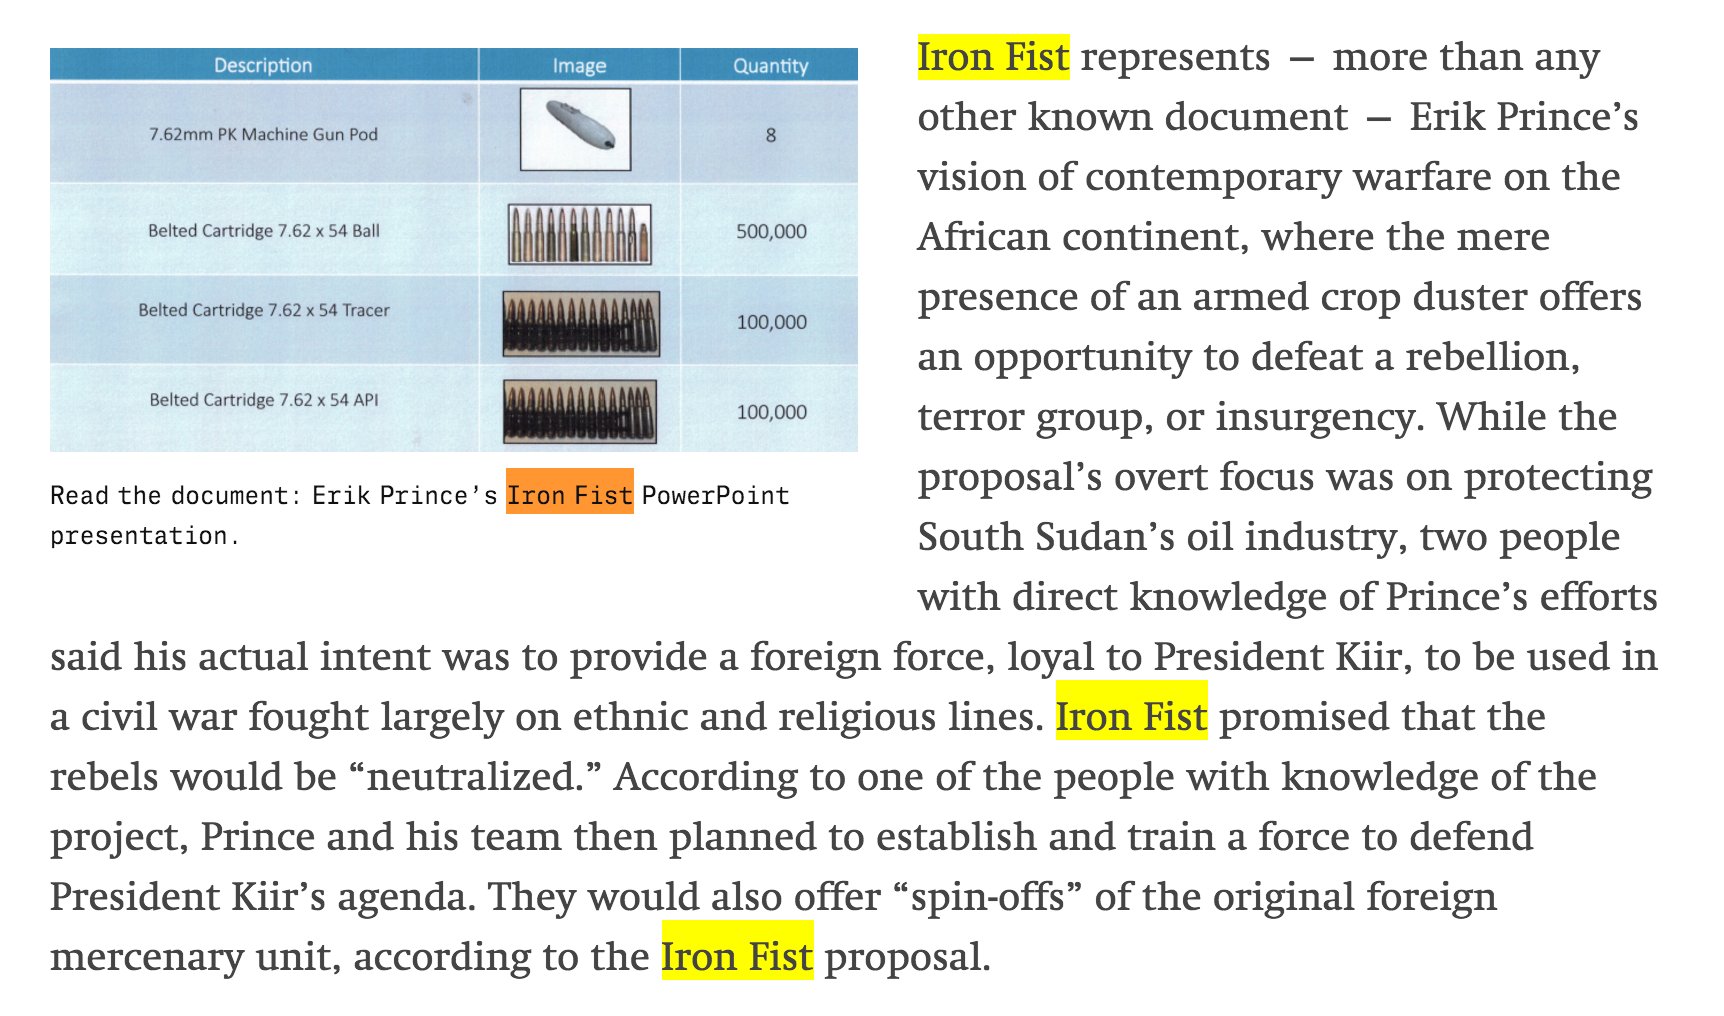 Description Image Quantity
7.62mm PK Machine Gun Pod 8
Belted Cartridge 7.62 x 54 Ball 500,000
Belted Cartridge 7.62 x 54 Tracer 100,000
Belted Cartridge 7.62 x 54 API 100,000
Read the document: Erik Prince’s Iron Fist PowerPoint
presentation.
Iron Fist represents — more than any
other known document — Erik Prince’s
vision of contemporary warfare on the
African continent, where the mere
presence of an armed crop duster offers
an opportunity to defeat a rebellion,
terror group, or insurgency. While the
proposal’s overt focus was on protecting
South Sudan’s oil industry, two people
with direct knowledge of Prince’s efforts
said his actual intent was to provide a foreign force, loyal to President Kiir, to be used in
a civil war fought largely on ethnic and religious lines. Iron Fist promised that the
rebels would be “neutralized.” According to one of the people with knowledge of the
project, Prince and his team then planned to establish and train a force to defend
President Kiir’s agenda. They would also offer “spin-offs” of the original foreign
mercenary unit, according to the Iron Fist proposal.